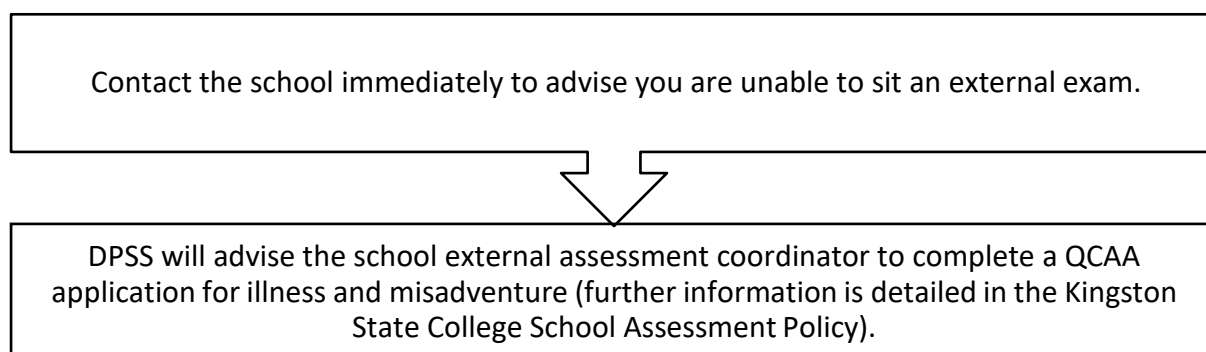 Contact the school immediately to advise you are unable to sit an external exam.
DPSS will advise the school external assessment coordinator to complete a QCAA
application for illness and misadventure (further information is detailed in the Kingston
State College School Assessment Policy).